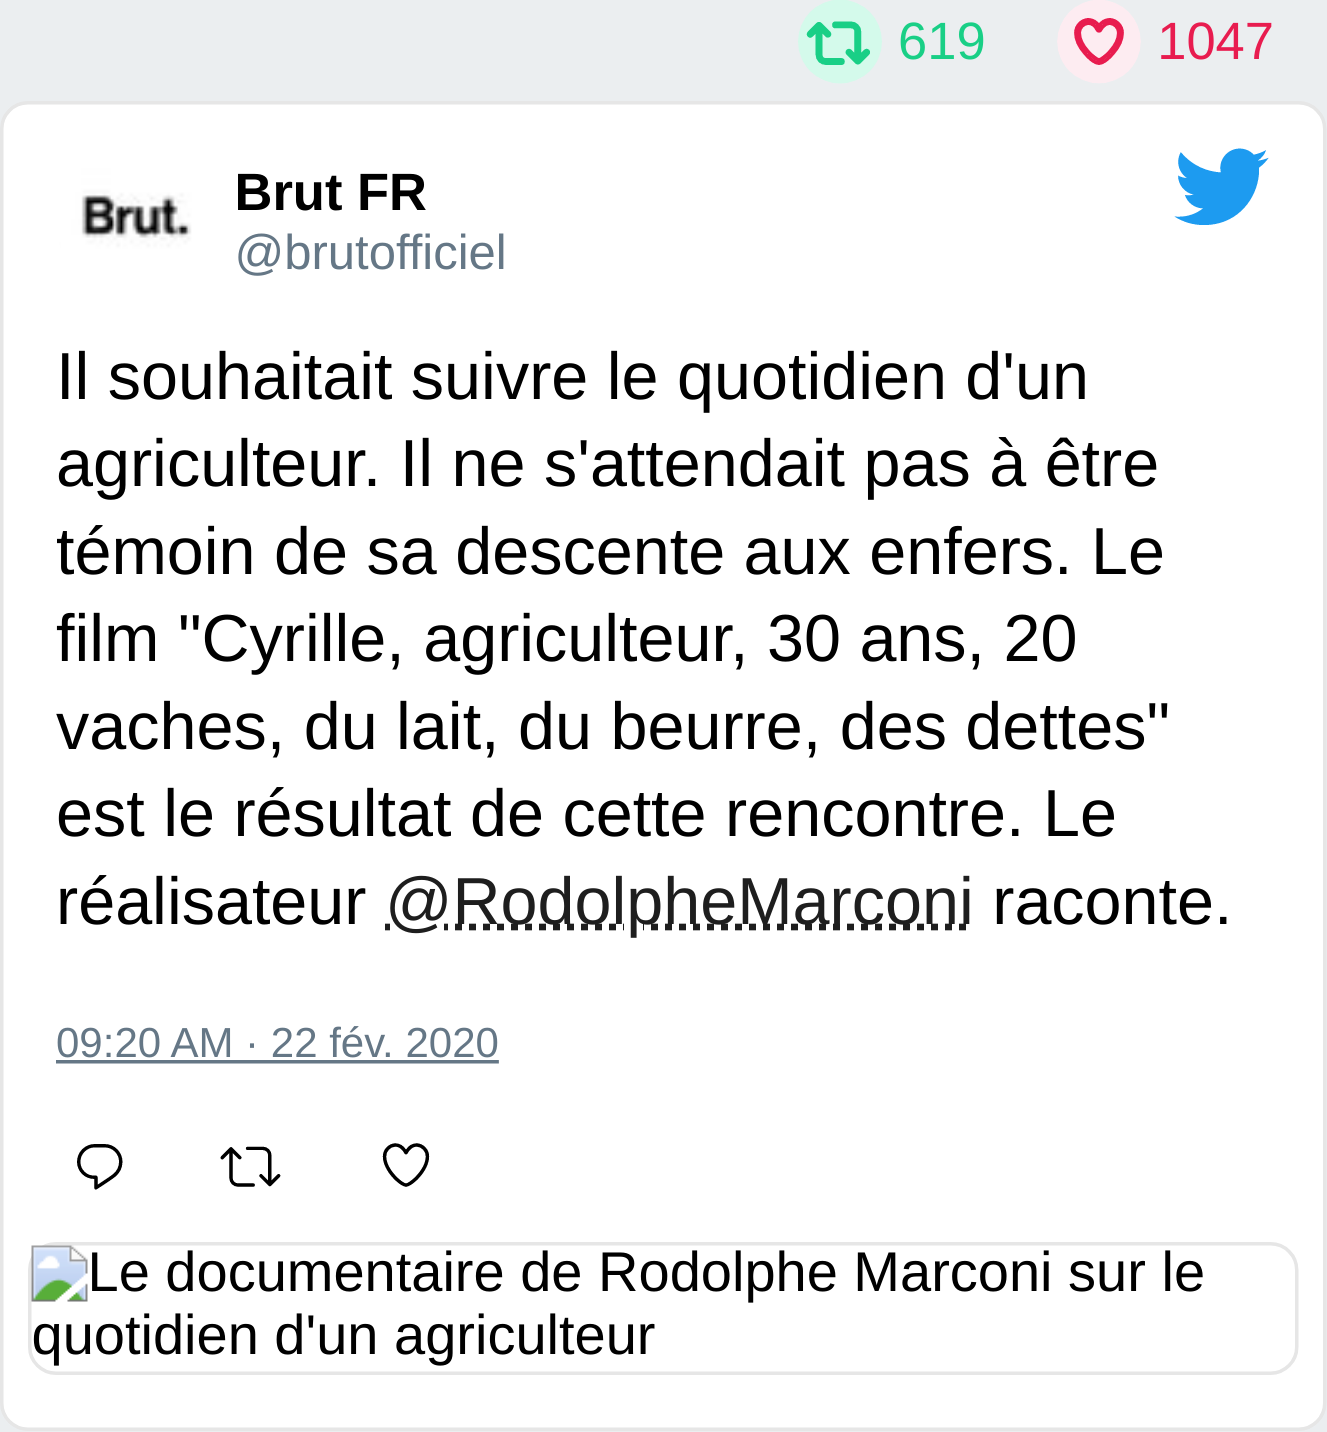 619 1047
Brut.
Brut FR
@brutofficiel
Il souhaitait suivre le quotidien d'un
agriculteur. Il ne s'attendait pas à être
témoin de sa descente aux enfers. Le
film "Cyrille, agriculteur, 30 ans, 20
vaches, du lait, du beurre, des dettes"
est le résultat de cette rencontre. Le
réalisateur @RodolpheMarconi raconte.
09:20 AM · 22 fév. 2020
Le documentaire de Rodolphe Marconi sur le
quotidien d'un agriculteur